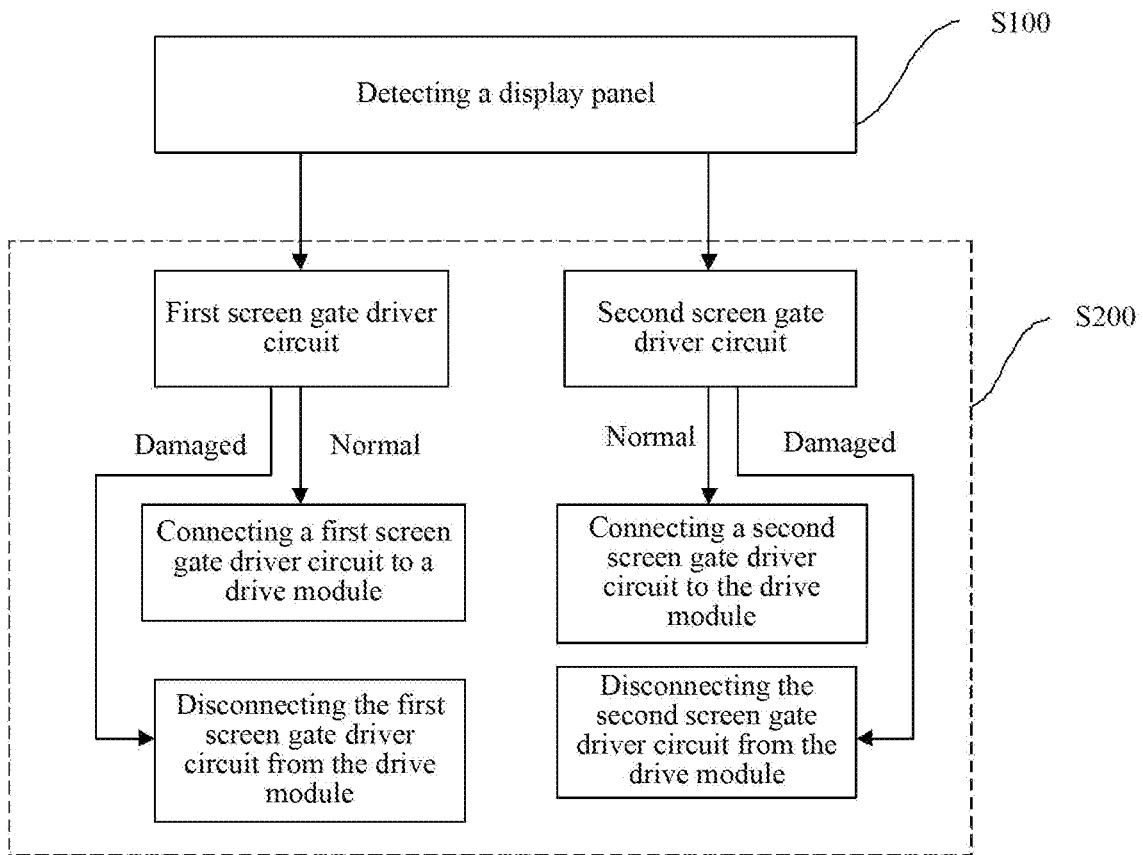 S100
Detecting a display panel
S200
First screen gate driver
circuit
Second screen gate
driver circuit
Damaged
Normal
Normal
Damaged
Connecting a first screen
gate driver circuit to a
drive module
Connecting a second
screen gate driver
circuit to the drive
module
Disconnecting the first
screen gate driver
circuit from the drive
module
Disconnecting the
second screen gate
driver circuit from the
drive module